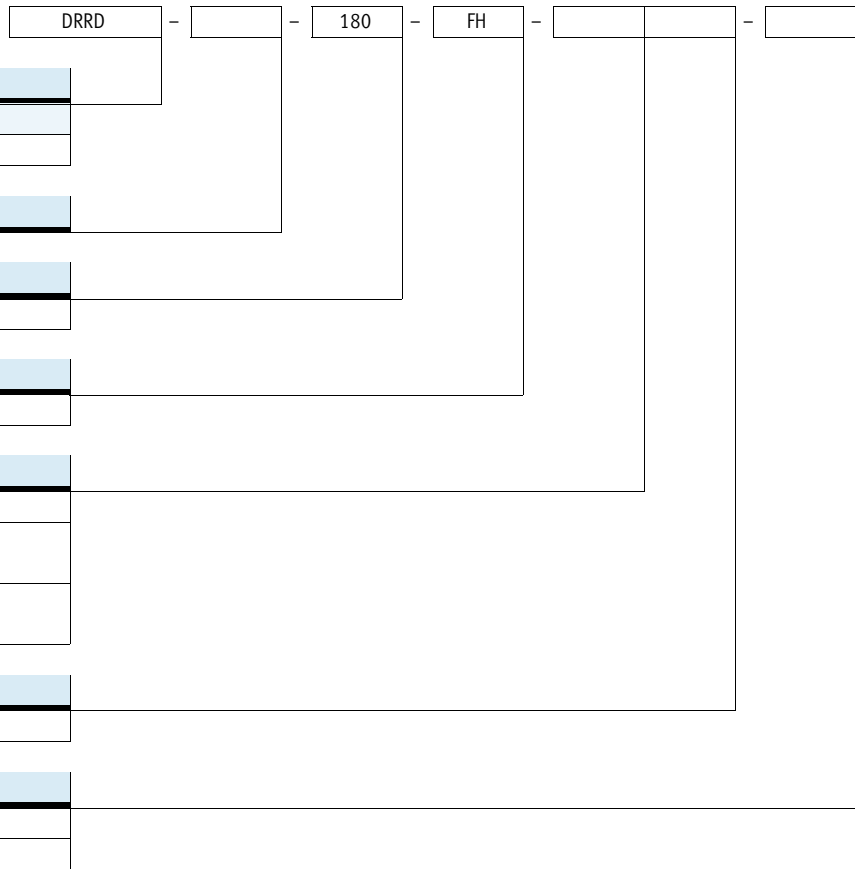 DRRD – – 180 – FH – –